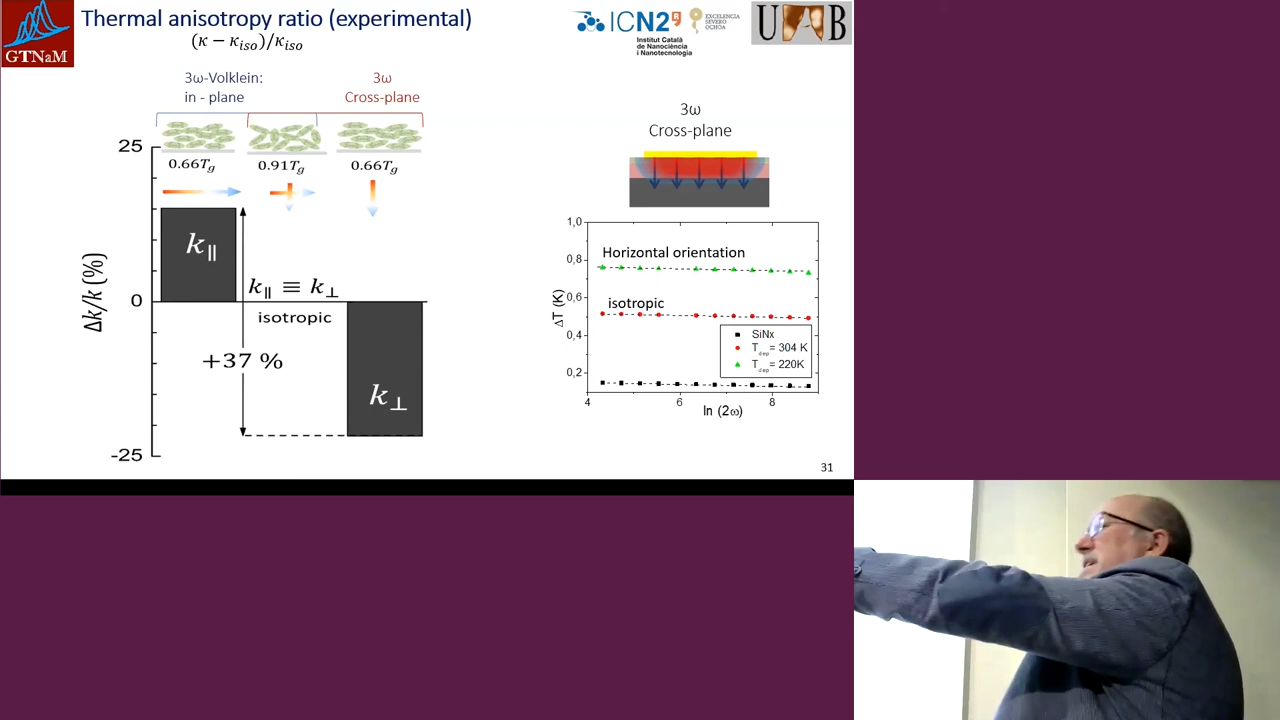 Thermal anisotropy ratio (experimental)
(κ − κiso)/κiso
GTNaM
ICN2R
EXCELENCIA
SEVERO
OCHOA
Institut Català
de Nanociència
i Nanotecnologia
UAB
3ω-Volklein:
in - plane
3ω
Cross-plane
0.66Tg
0.91Tg
0.66Tg
25
0
-25
Δk/k (%)
k∥
k∥ ≡ k⊥
isotropic
+37 %
k⊥
3ω
Cross-plane
1,0
0,8
0,6
0,4
0,2
ΔT (K)
Horizontal orientation
isotropic
SiNx
Tdep= 304 K
Tdep= 220K
4
6
8
ln (2ω)
31